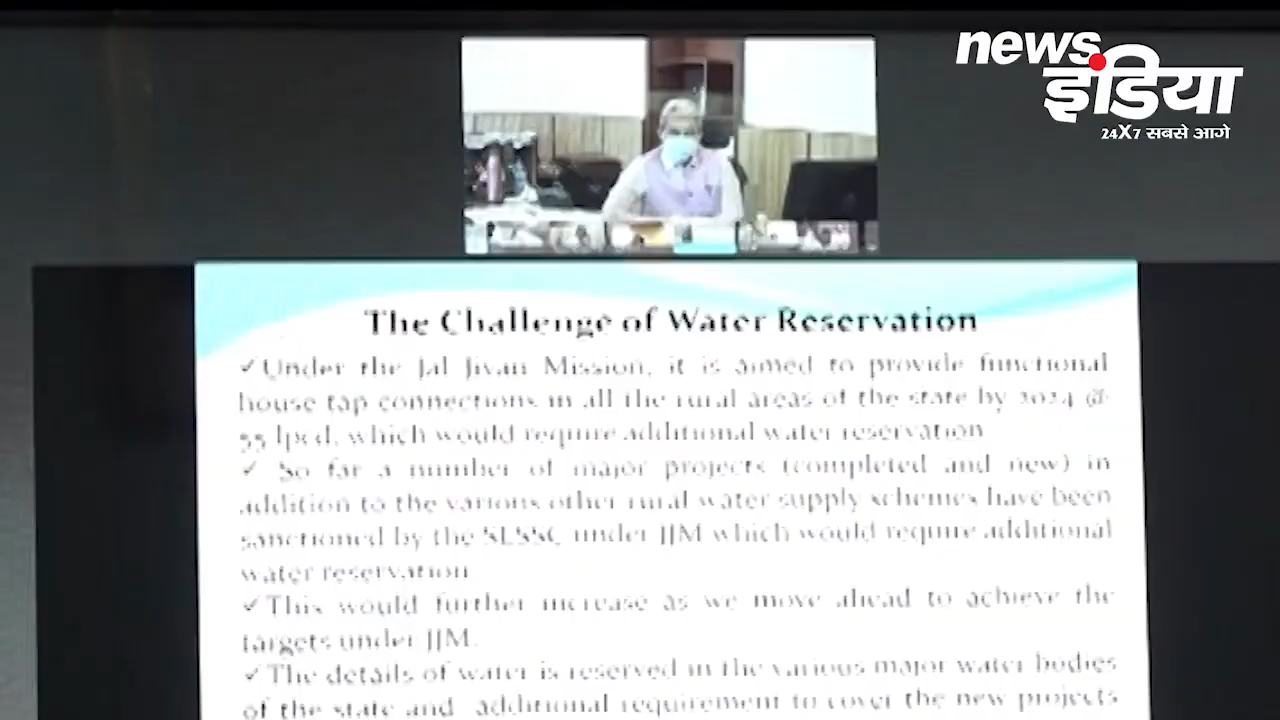 news
इंडिया
24X7 सबसे आगे
The Challenge of Water Reservation
✓Under the Jal Jivan Mission, it is aimed to provide functional
house tap connections in all the rural areas of the state by 2024 @
55 lpcd, which would require additional water reservation
✓ So far a number of major projects (completed and new) in
addition to the various other rural water supply schemes have been
sanctioned by the SLSSC under JJM which would require additional
water reservation
✓This would further increase as we move ahead to achieve the
targets under JJM.
✓The details of water is reserved in the various major water bodies
of the state and additional requirement to cover the new projects